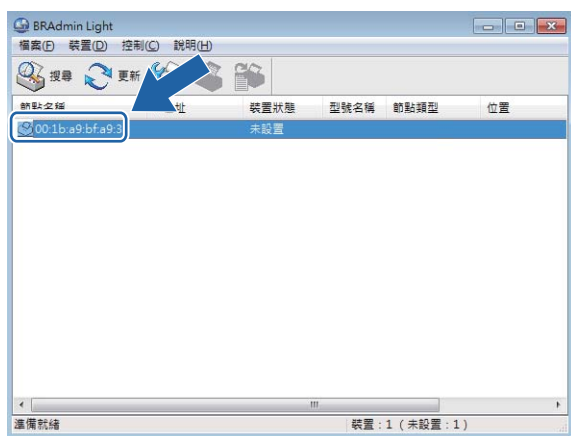 BRAdmin Light
檔案(F) 裝置(D) 控制(C) 說明(H)
搜尋 更新
節點名稱 址 裝置狀態 型號名稱 節點類型 位置
00:1b:a9:bf:a9:3 未設置
準備就緒 裝置：1（未設置：1）